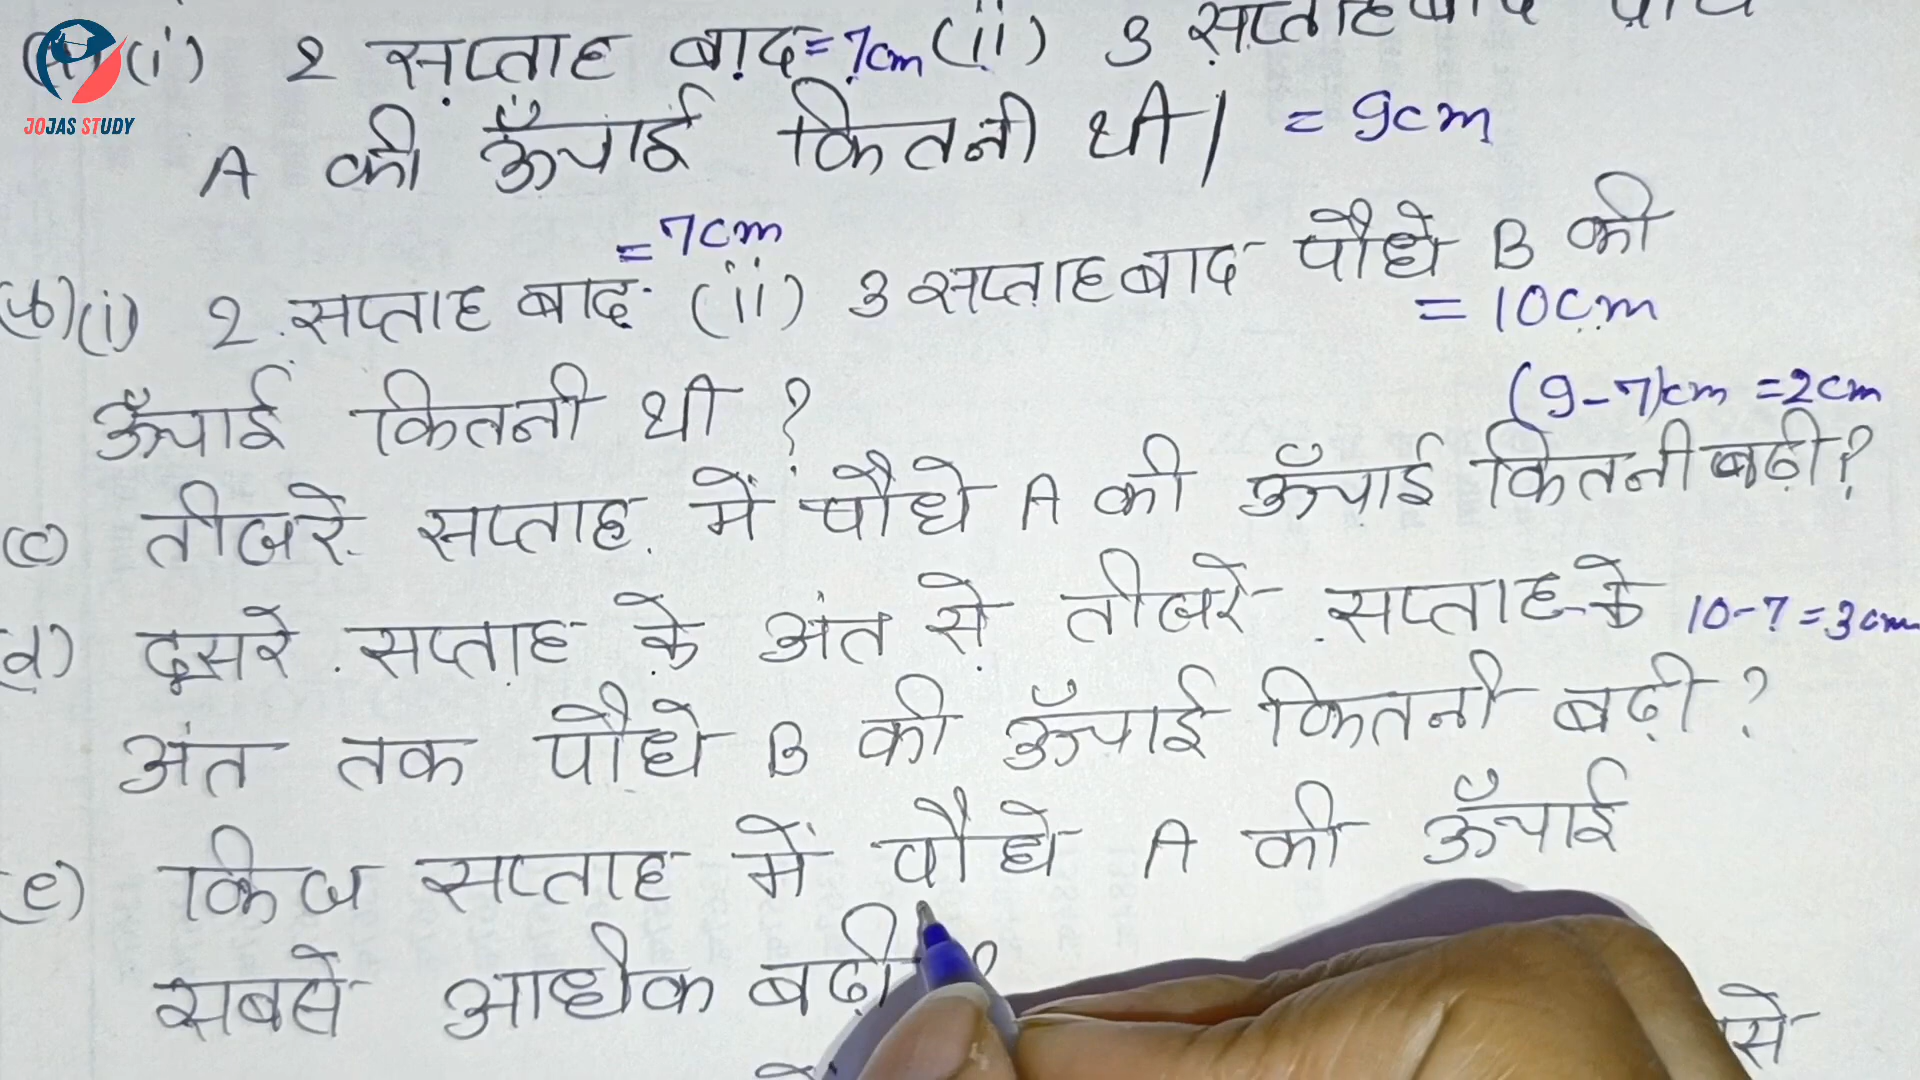 (a) (i) 2 सप्ताह बाद = 7cm (ii) 3 सप्ताह बाद पौधे
JOJAS STUDY
A की ऊँचाई कितनी थी। = 9cm
= 7cm
(b) (i) 2 सप्ताह बाद (ii) 3 सप्ताह बाद पौधे B की
= 10cm
ऊँचाई कितनी थी ?
(9-7)cm = 2cm
(c) तीसरे सप्ताह में पौधे A की ऊँचाई कितनी बढ़ी ?
(d) दूसरे सप्ताह के अंत से तीसरे सप्ताह के 10-7 = 3cm
अंत तक पौधे B की ऊँचाई कितनी बढ़ी ?
(e) किस सप्ताह में पौधे A की ऊँचाई
सबसे अधिक बढ़ी ?
से